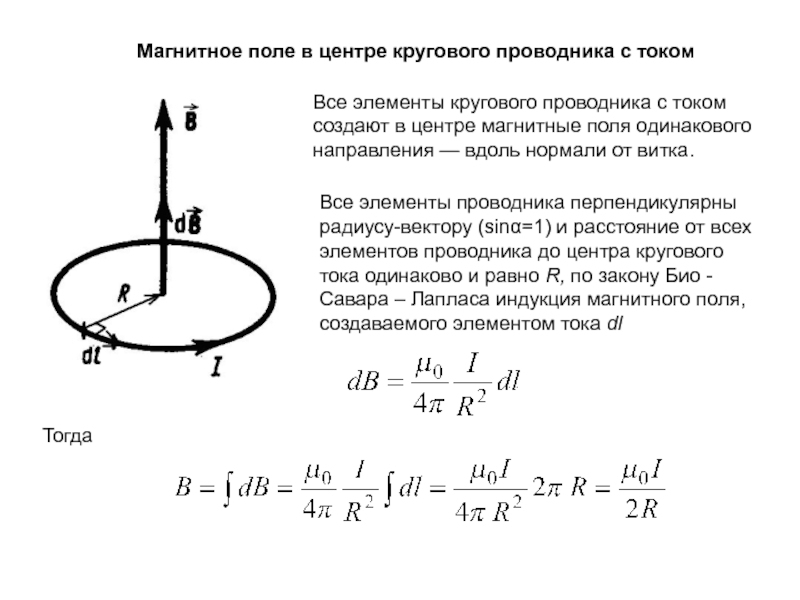 Магнитное поле в центре кругового проводника с током
Все элементы кругового проводника с током
создают в центре магнитные поля одинакового
направления — вдоль нормали от витка.
B⃗
dB⃗
R
dl
I
Все элементы проводника перпендикулярны
радиусу-вектору (sinα=1) и расстояние от всех
элементов проводника до центра кругового
тока одинаково и равно R, по закону Био -
Савара – Лапласа индукция магнитного поля,
создаваемого элементом тока dl
dB = μ₀/4π I/R² dl
Тогда
B = ∫ dB = μ₀/4π I/R² ∫ dl = μ₀I/4π R² 2π R = μ₀I/2R